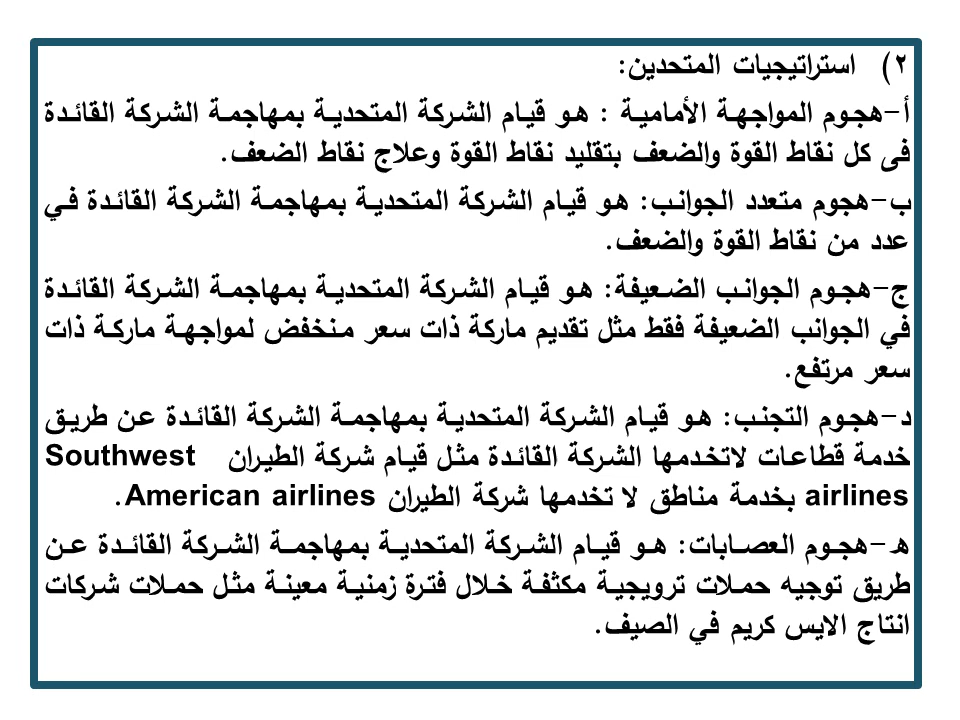 ٢) استراتيجيات المتحدين:
أ-هجوم المواجهة الأمامية : هو قيام الشركة المتحدية بمهاجمة الشركة القائدة
فى كل نقاط القوة والضعف بتقليد نقاط القوة وعلاج نقاط الضعف.
ب-هجوم متعدد الجوانب: هو قيام الشركة المتحدية بمهاجمة الشركة القائدة في
عدد من نقاط القوة والضعف.
ج-هجوم الجوانب الضعيفة: هو قيام الشركة المتحدية بمهاجمة الشركة القائدة
في الجوانب الضعيفة فقط مثل تقديم ماركة ذات سعر منخفض لمواجهة ماركة ذات
سعر مرتفع.
د-هجوم التجنب: هو قيام الشركة المتحدية بمهاجمة الشركة القائدة عن طريق
خدمة قطاعات لاتخدمها الشركة القائدة مثل قيام شركة الطيران Southwest
airlines بخدمة مناطق لا تخدمها شركة الطيران American airlines.
هـ-هجوم العصابات: هو قيام الشركة المتحدية بمهاجمة الشركة القائدة عن
طريق توجيه حملات ترويجية مكثفة خلال فترة زمنية معينة مثل حملات شركات
انتاج الايس كريم في الصيف.